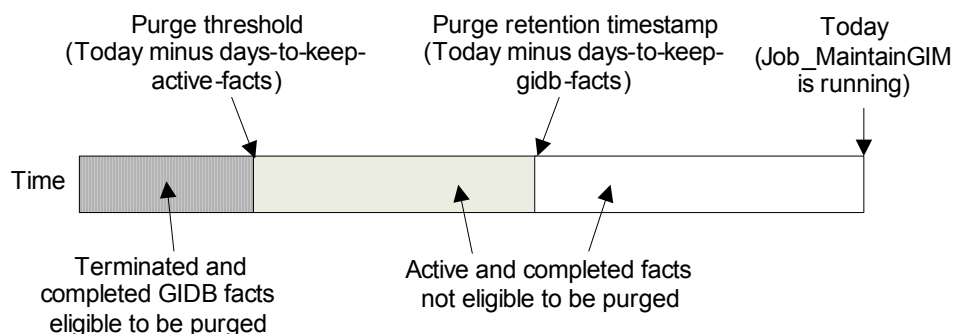 Purge threshold
(Today minus days-to-keep-
active-facts)
Purge retention timestamp
(Today minus days-to-keep-
gidb-facts)
Today
(Job_MaintainGIM
is running)
Time
Terminated and
completed GIDB facts
eligible to be purged
Active and completed facts
not eligible to be purged